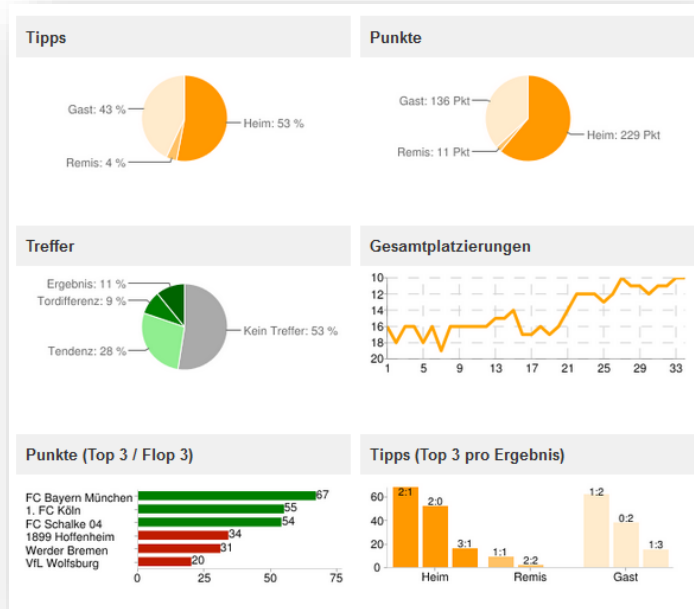 Tipps
Gast: 43 %
Heim: 53 %
Remis: 4 %
Punkte
Gast: 136 Pkt
Heim: 229 Pkt
Remis: 11 Pkt
Treffer
Ergebnis: 11 %
Tordifferenz: 9 %
Kein Treffer: 53 %
Tendenz: 28 %
Gesamtplatzierungen
10
12
14
16
18
20
1 5 9 13 17 21 25 29 33
Punkte (Top 3 / Flop 3)
FC Bayern München 67
1. FC Köln 55
FC Schalke 04 54
1899 Hoffenheim 34
Werder Bremen 31
VfL Wolfsburg 20
0 25 50 75
Tipps (Top 3 pro Ergebnis)
60
40
20
0
2:1 2:0 3:1 1:1 2:2 1:2 0:2 1:3
Heim Remis Gast